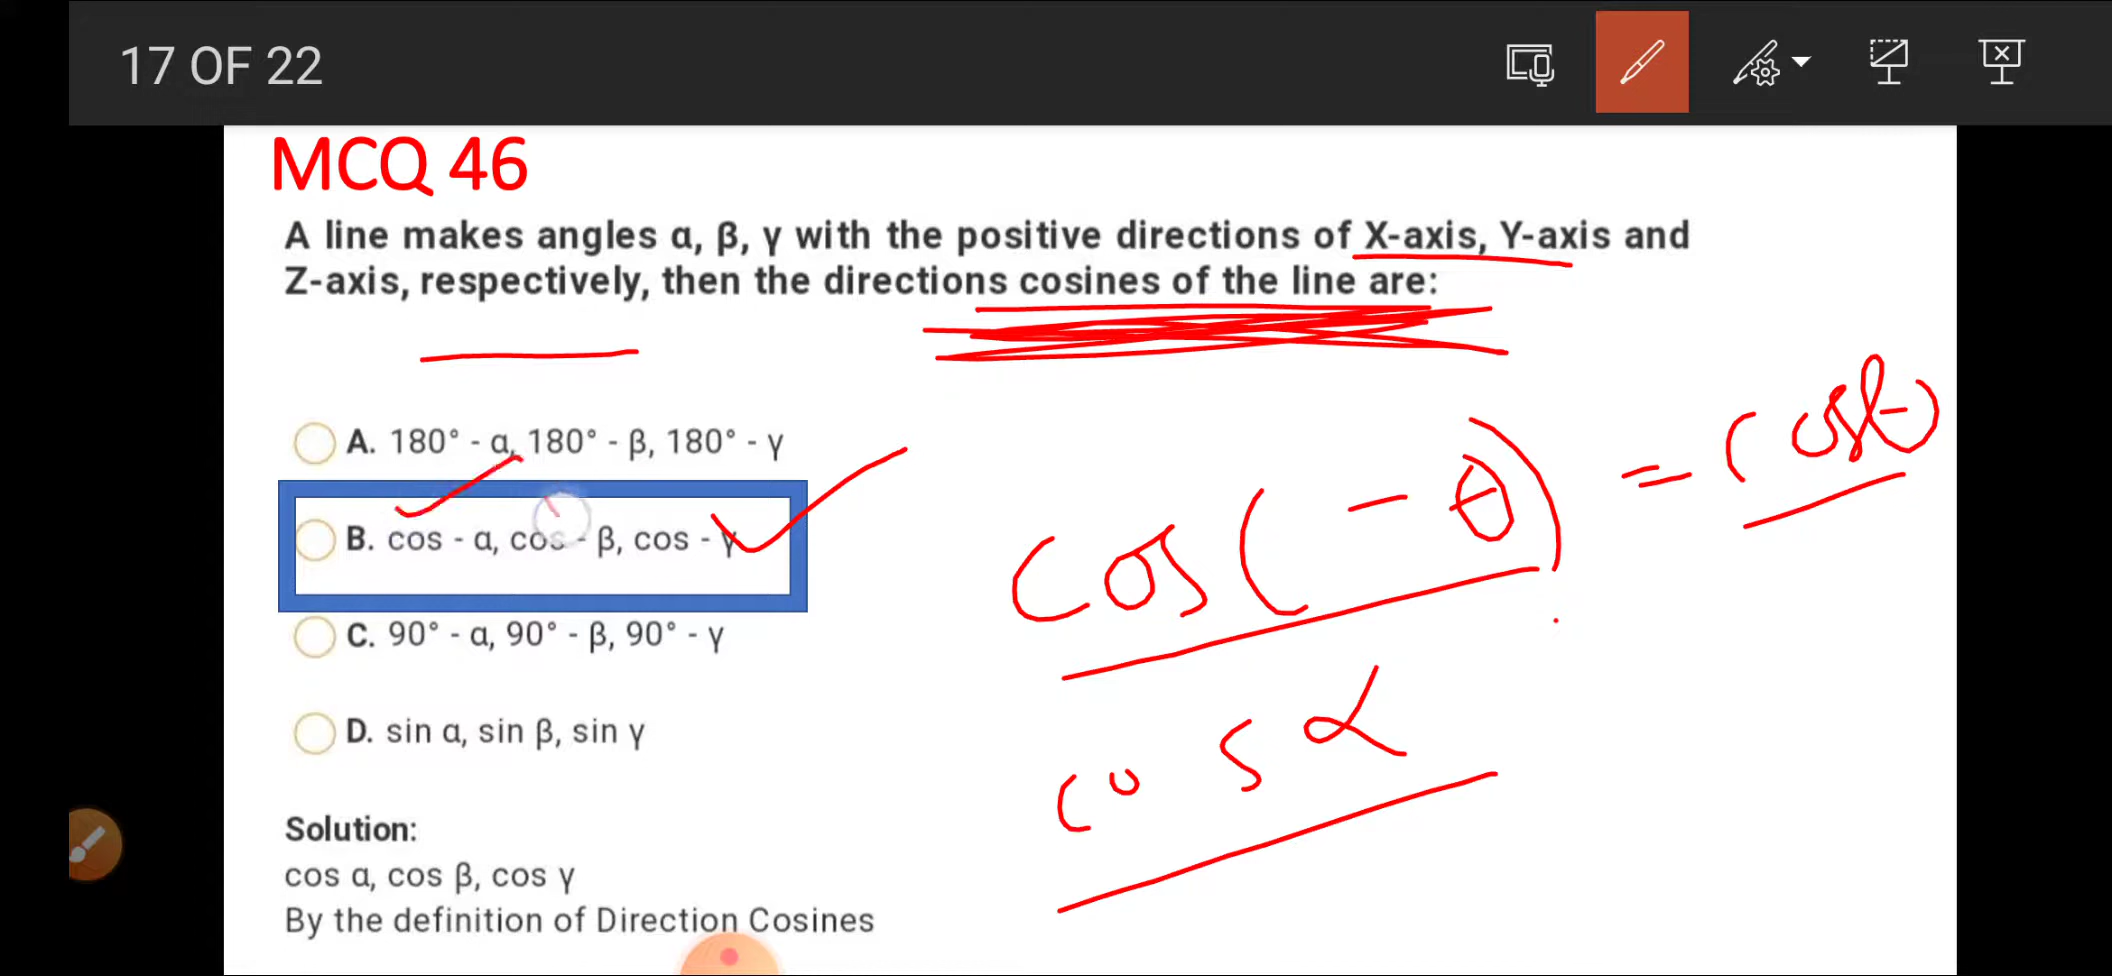 17 OF 22
MCQ 46
A line makes angles α, β, γ with the positive directions of X-axis, Y-axis and
Z-axis, respectively, then the directions cosines of the line are:
A. 180° - α, 180° - β, 180° - γ
B. cos - α, cos - β, cos - γ
C. 90° - α, 90° - β, 90° - γ
D. sin α, sin β, sin γ
cos(-θ) = cosθ
cos α
Solution:
cos α, cos β, cos γ
By the definition of Direction Cosines